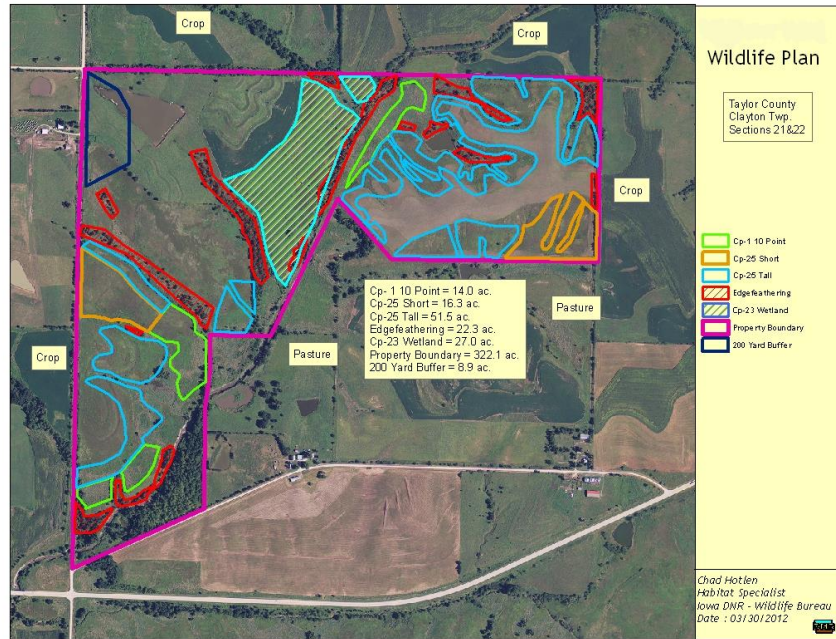 Crop
Crop
Crop
Pasture
Crop
Pasture
Cp- 1 10 Point = 14.0 ac.
Cp-25 Short = 16.3 ac.
Cp-25 Tall = 51.5 ac.
Edgefeathering = 22.3 ac.
Cp-23 Wetland = 27.0 ac.
Property Boundary = 322.1 ac.
200 Yard Buffer = 8.9 ac.
Wildlife Plan
Taylor County
Clayton Twp.
Sections 21&22
Cp-1 10 Point
Cp-25 Short
Cp-25 Tall
Edgefeathering
Cp-23 Wetland
Property Boundary
200 Yard Buffer
Chad Hotlen
Habitat Specialist
Iowa DNR - Wildlife Bureau
Date : 03/30/2012